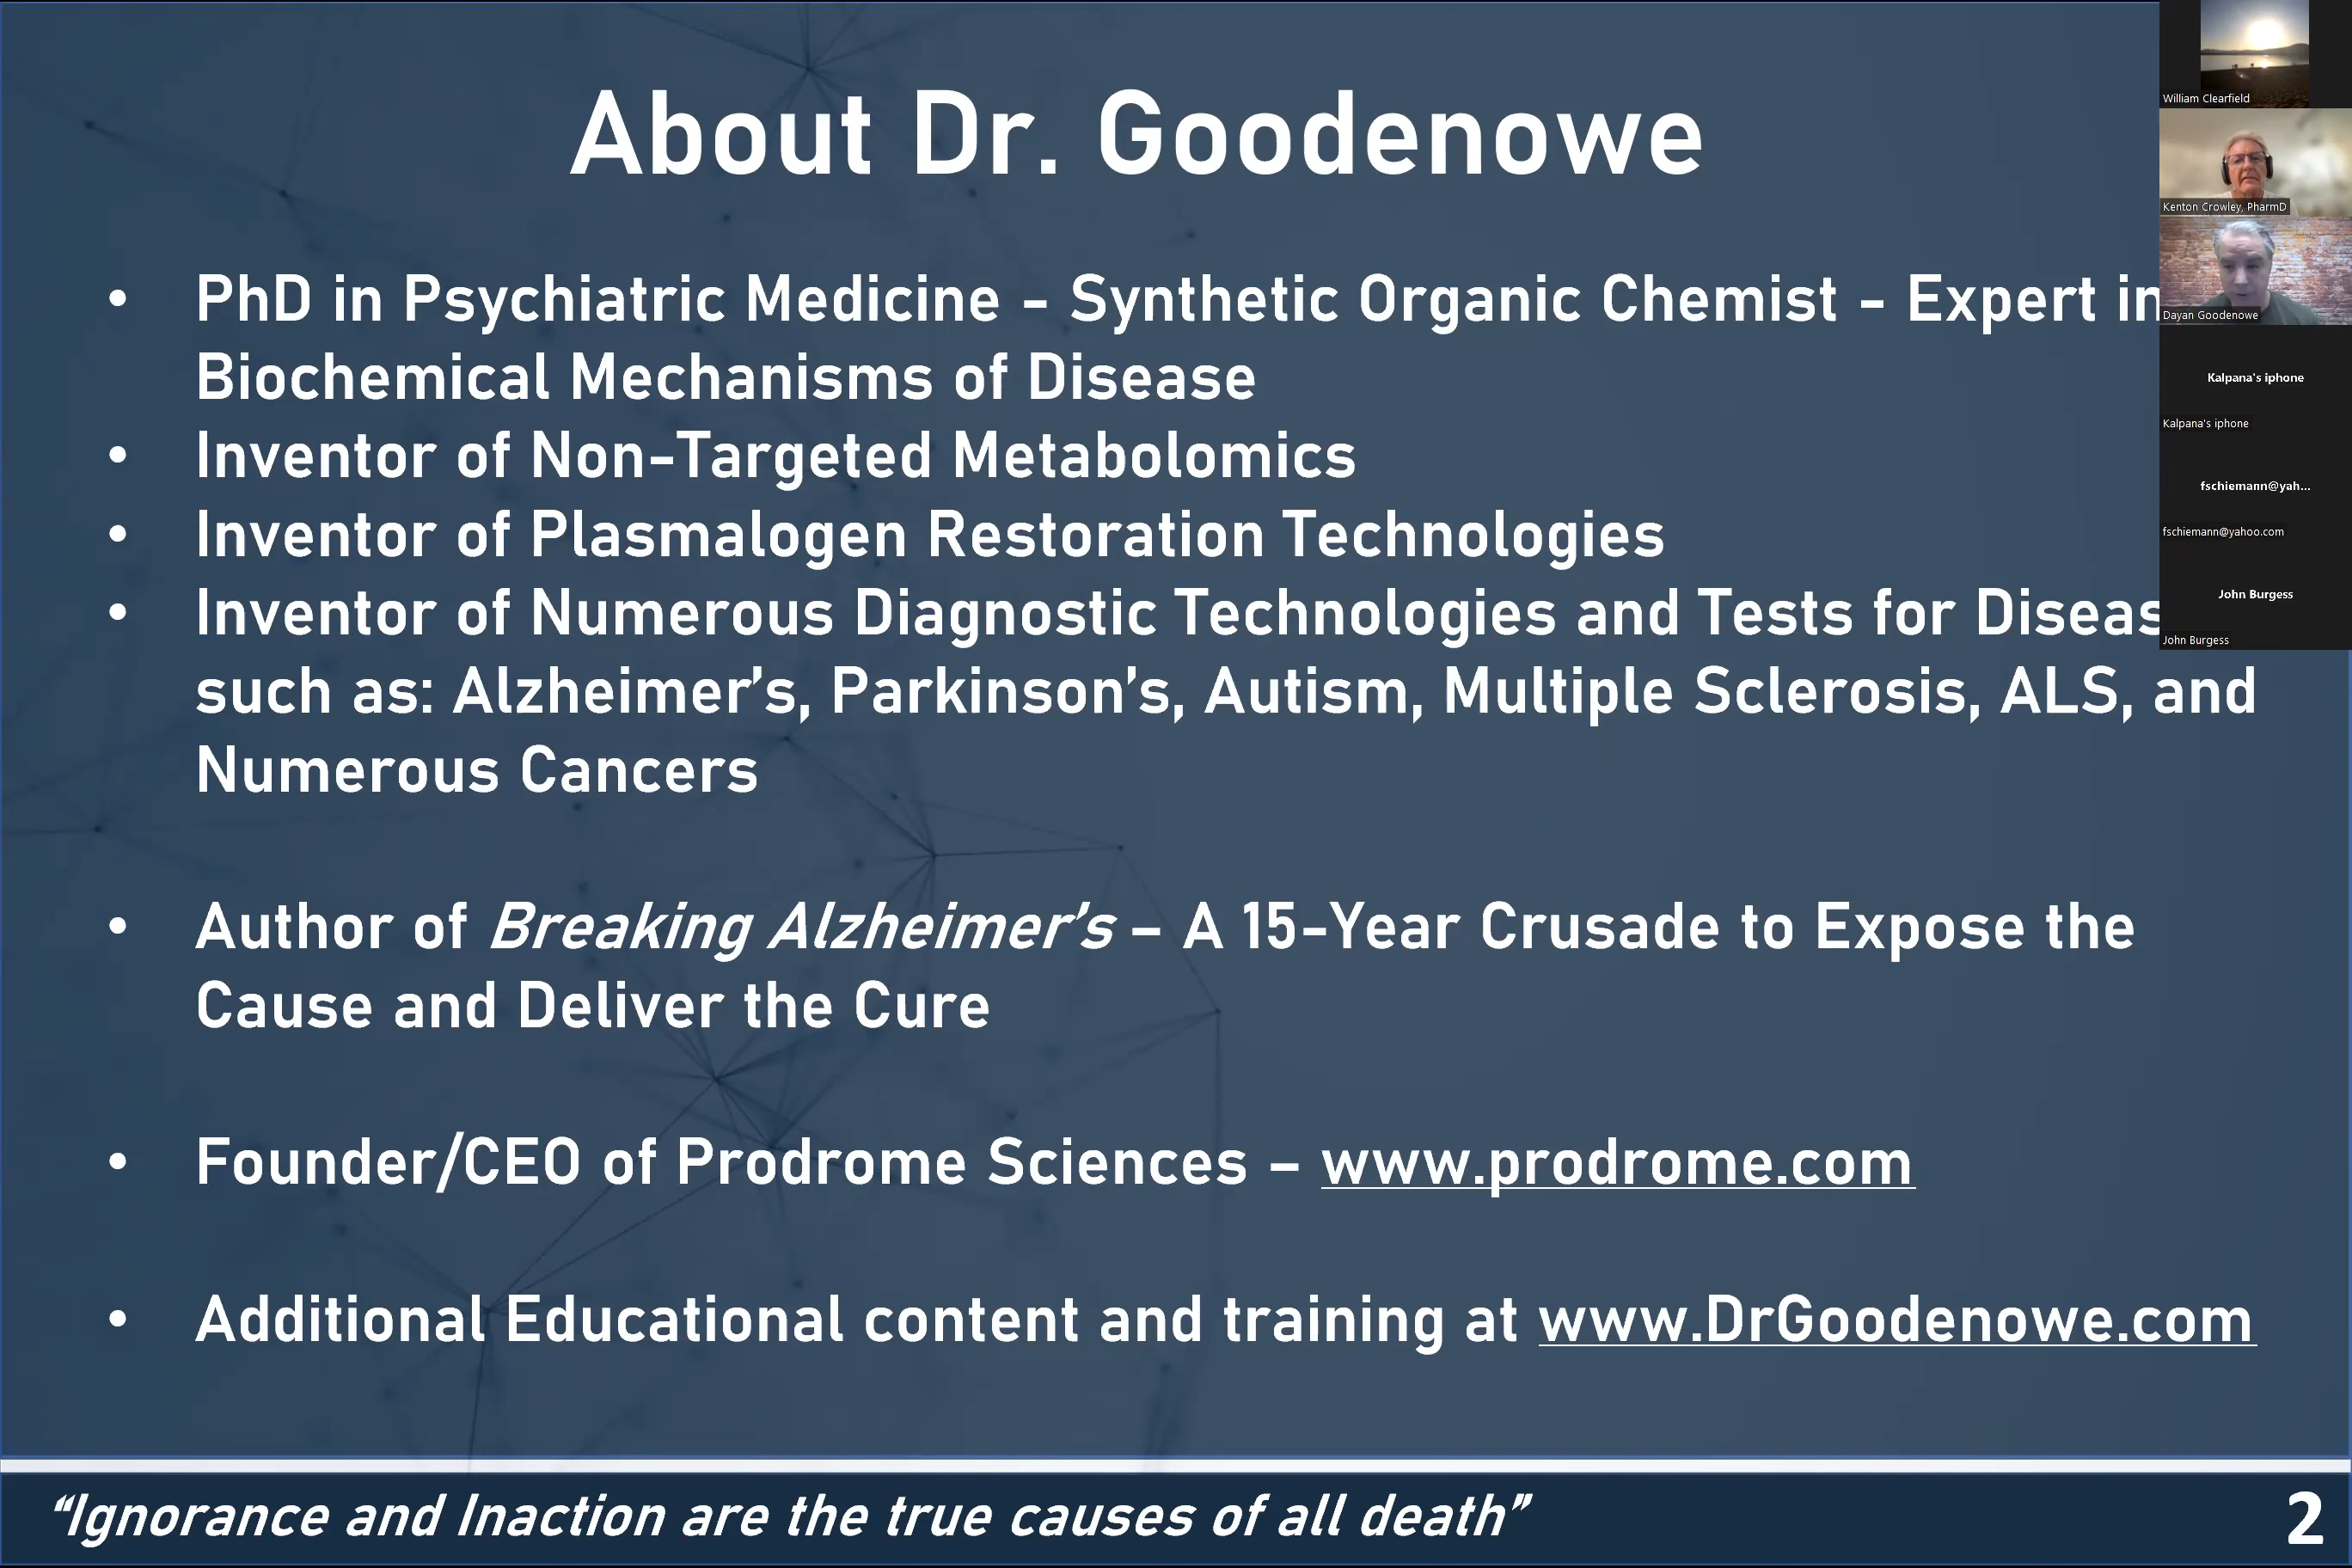 About Dr. Goodenowe
• PhD in Psychiatric Medicine - Synthetic Organic Chemist - Expert in
Biochemical Mechanisms of Disease
• Inventor of Non-Targeted Metabolomics
• Inventor of Plasmalogen Restoration Technologies
• Inventor of Numerous Diagnostic Technologies and Tests for Diseas
such as: Alzheimer’s, Parkinson’s, Autism, Multiple Sclerosis, ALS, and
Numerous Cancers
• Author of Breaking Alzheimer’s – A 15-Year Crusade to Expose the
Cause and Deliver the Cure
• Founder/CEO of Prodrome Sciences – www.prodrome.com
• Additional Educational content and training at www.DrGoodenowe.com
“Ignorance and Inaction are the true causes of all death”
2
William Clearfield
Kenton Crowley, PharmD
Dayan Goodenowe
Kalpana's iphone
Kalpana's iphone
fschiemann@yah...
fschiemann@yahoo.com
John Burgess
John Burgess